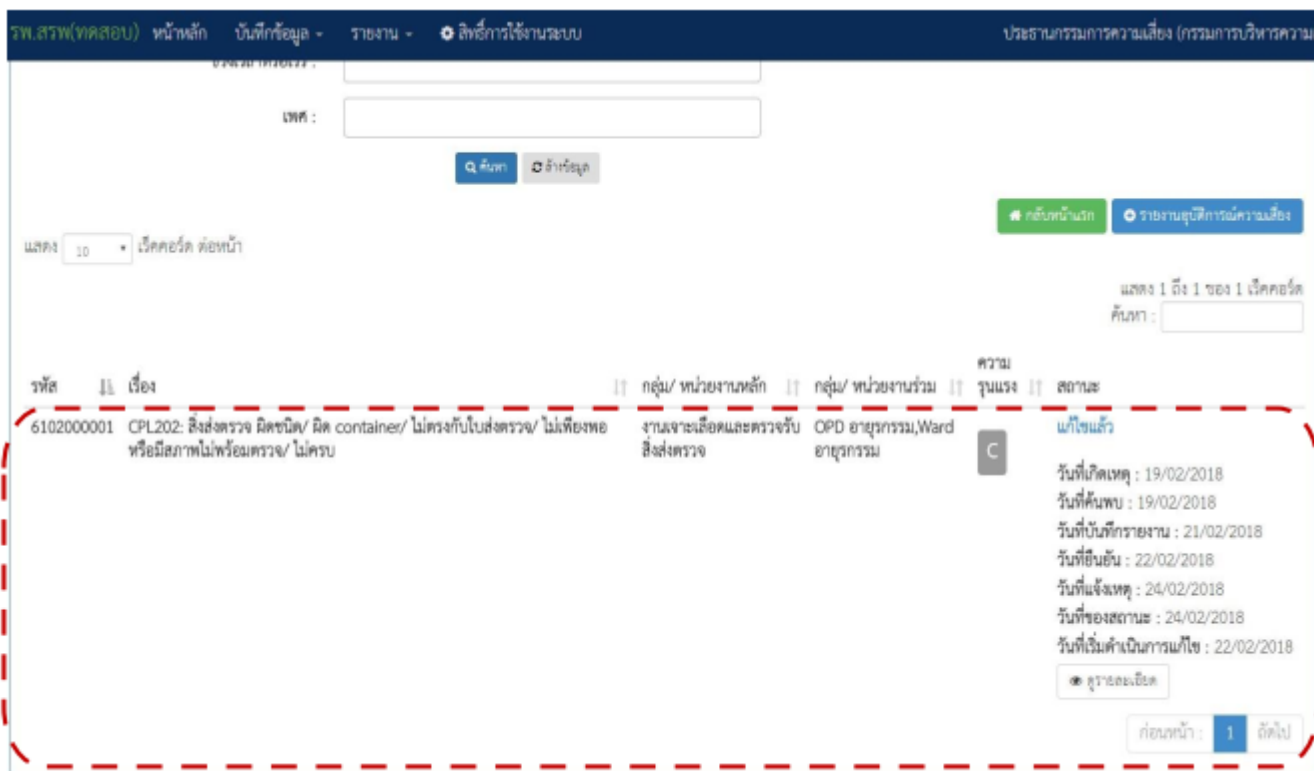 รพ.สรพ(ทดสอบ) หน้าหลัก บันทึกข้อมูล รายงาน สิทธิ์การใช้งานระบบ ประธานกรรมการความเสี่ยง (กรรมการบริหารความ
เพศ :
ค้นหา ล้างข้อมูล
กลับหน้าแรก รายงานอุบัติการณ์ความเสี่ยง
แสดง 10 เร็คคอร์ด ต่อหน้า
แสดง 1 ถึง 1 ของ 1 เร็คคอร์ด
ค้นหา :
รหัส เรื่อง กลุ่ม/ หน่วยงานหลัก กลุ่ม/ หน่วยงานร่วม ความ
รุนแรง สถานะ
6102000001 CPL202: สิ่งส่งตรวจ ผิดชนิด/ ผิด container/ ไม่ตรงกับใบส่งตรวจ/ ไม่เพียงพอ งานเจาะเลือดและตรวจรับ OPD อายุรกรรม,Ward C แก้ไขแล้ว
หรือมีสภาพไม่พร้อมตรวจ/ ไม่ครบ สิ่งส่งตรวจ อายุรกรรม
วันที่เกิดเหตุ : 19/02/2018
วันที่ค้นพบ : 19/02/2018
วันที่บันทึกรายงาน : 21/02/2018
วันที่ยืนยัน : 22/02/2018
วันที่แจ้งเหตุ : 24/02/2018
วันที่ของสถานะ : 24/02/2018
วันที่เริ่มดำเนินการแก้ไข : 22/02/2018
ดูรายละเอียด
ก่อนหน้า : 1 ถัดไป